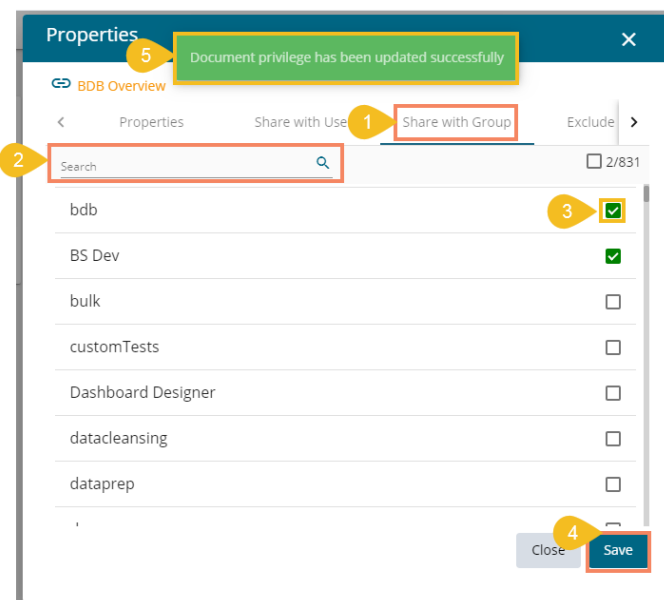 Properties
5
Document privilege has been updated successfully
BDB Overview
Properties
Share with Use
1
Share with Group
Exclude
2
Search
2/831
bdb
3
BS Dev
bulk
customTests
Dashboard Designer
datacleansing
dataprep
4
Close
Save